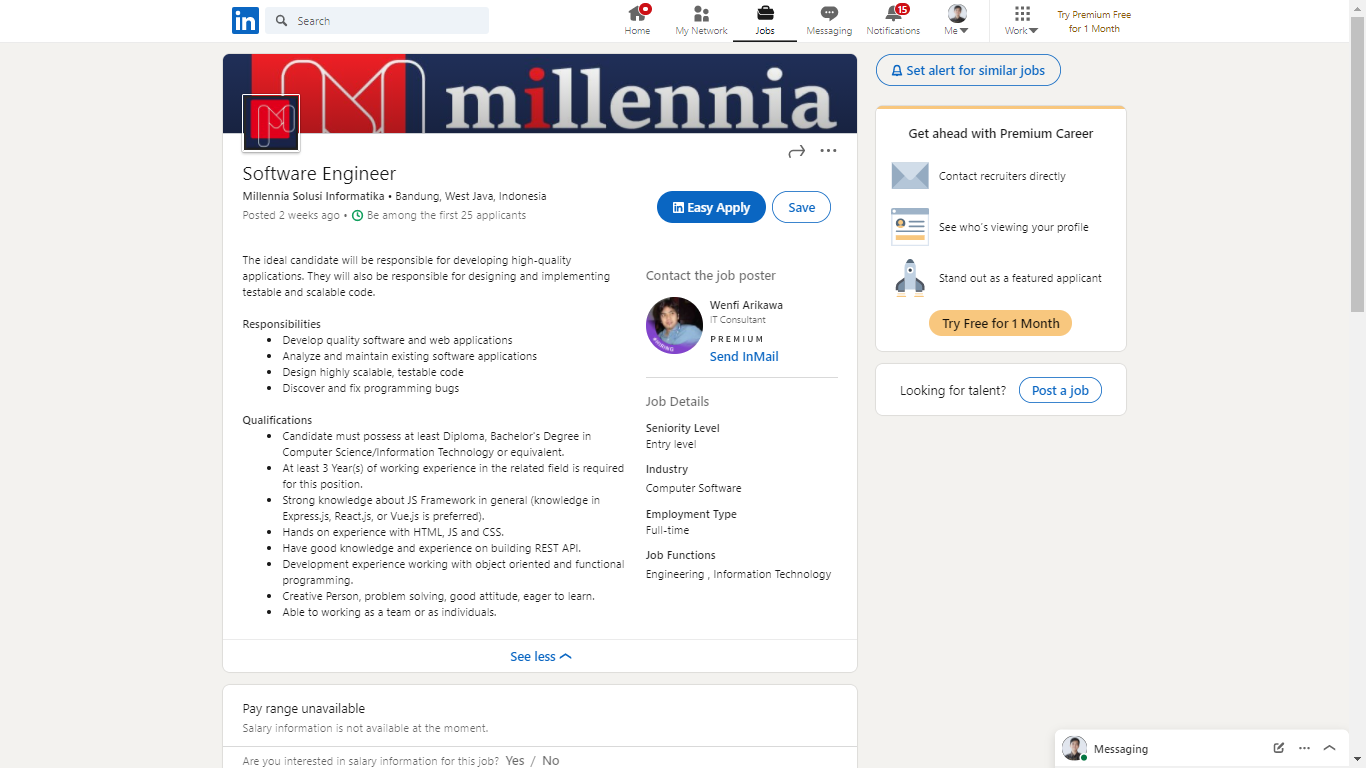 in
Search
Home
My Network
Jobs
Messaging
15
Notifications
Me
Work
Try Premium Free
for 1 Month
millennia
Software Engineer
Millennia Solusi Informatika • Bandung, West Java, Indonesia
Posted 2 weeks ago • Be among the first 25 applicants
in Easy Apply
Save
The ideal candidate will be responsible for developing high-quality
applications. They will also be responsible for designing and implementing
testable and scalable code.
Responsibilities
• Develop quality software and web applications
• Analyze and maintain existing software applications
• Design highly scalable, testable code
• Discover and fix programming bugs
Qualifications
• Candidate must possess at least Diploma, Bachelor's Degree in
Computer Science/Information Technology or equivalent.
• At least 3 Year(s) of working experience in the related field is required
for this position.
• Strong knowledge about JS Framework in general (knowledge in
Express.js, React.js, or Vue.js is preferred).
• Hands on experience with HTML, JS and CSS.
• Have good knowledge and experience on building REST API.
• Development experience working with object oriented and functional
programming.
• Creative Person, problem solving, good attitude, eager to learn.
• Able to working as a team or as individuals.
Contact the job poster
Wenfi Arikawa
IT Consultant
PREMIUM
Send InMail
Job Details
Seniority Level
Entry level
Industry
Computer Software
Employment Type
Full-time
Job Functions
Engineering , Information Technology
See less
Pay range unavailable
Salary information is not available at the moment.
Are you interested in salary information for this job? Yes / No
Set alert for similar jobs
Get ahead with Premium Career
Contact recruiters directly
See who's viewing your profile
Stand out as a featured applicant
Try Free for 1 Month
Looking for talent?
Post a job
Messaging